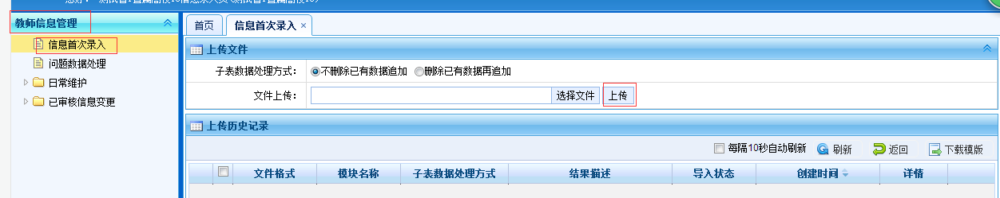 教师信息管理
信息首次录入
问题数据处理
日常维护
已审核信息变更
首页 信息首次录入 ×
上传文件
子表数据处理方式： 不删除已有数据追加 删除已有数据再追加
文件上传： 选择文件 上传
上传历史记录
每隔10秒自动刷新 刷新 返回 下载模版
文件格式 模块名称 子表数据处理方式 结果描述 导入状态 创建时间 详情